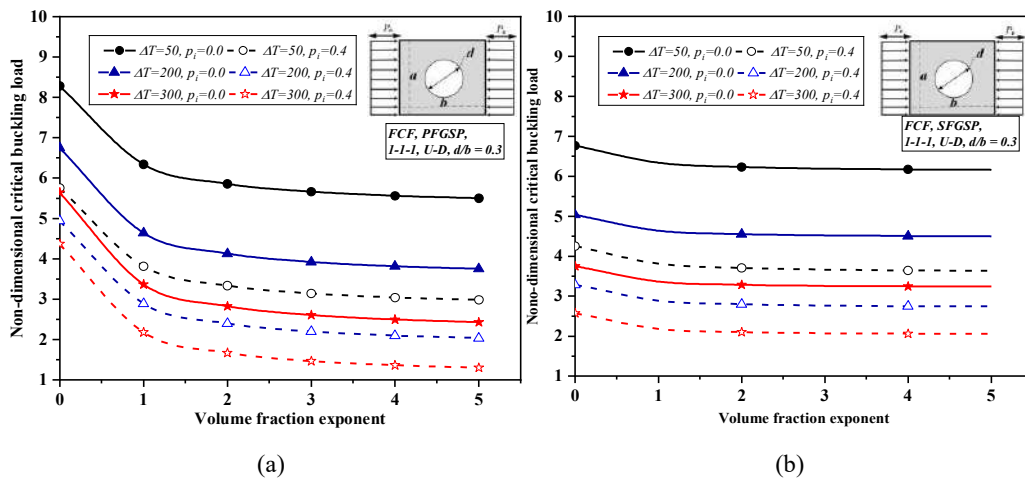 Non-dimensional critical buckling load
10
9
8
7
6
5
4
3
2
1
ΔT=50, pᵢ=0.0 ΔT=50, pᵢ=0.4
ΔT=200, pᵢ=0.0 ΔT=200, pᵢ=0.4
ΔT=300, pᵢ=0.0 ΔT=300, pᵢ=0.4
d
a
b
FCF, PFGSP,
1-1-1, U-D, d/b = 0.3
0 1 2 3 4 5
Volume fraction exponent
(a)
Nono-dimensional critical buckling load
10
9
8
7
6
5
4
3
2
1
ΔT=50, pᵢ=0.0 ΔT=50, pᵢ=0.4
ΔT=200, pᵢ=0.0 ΔT=200, pᵢ=0.4
ΔT=300, pᵢ=0.0 ΔT=300, pᵢ=0.4
d
a
b
FCF, SFGSP,
1-1-1, U-D, d/b = 0.3
0 1 2 3 4 5
Volume fraction exponent
(b)